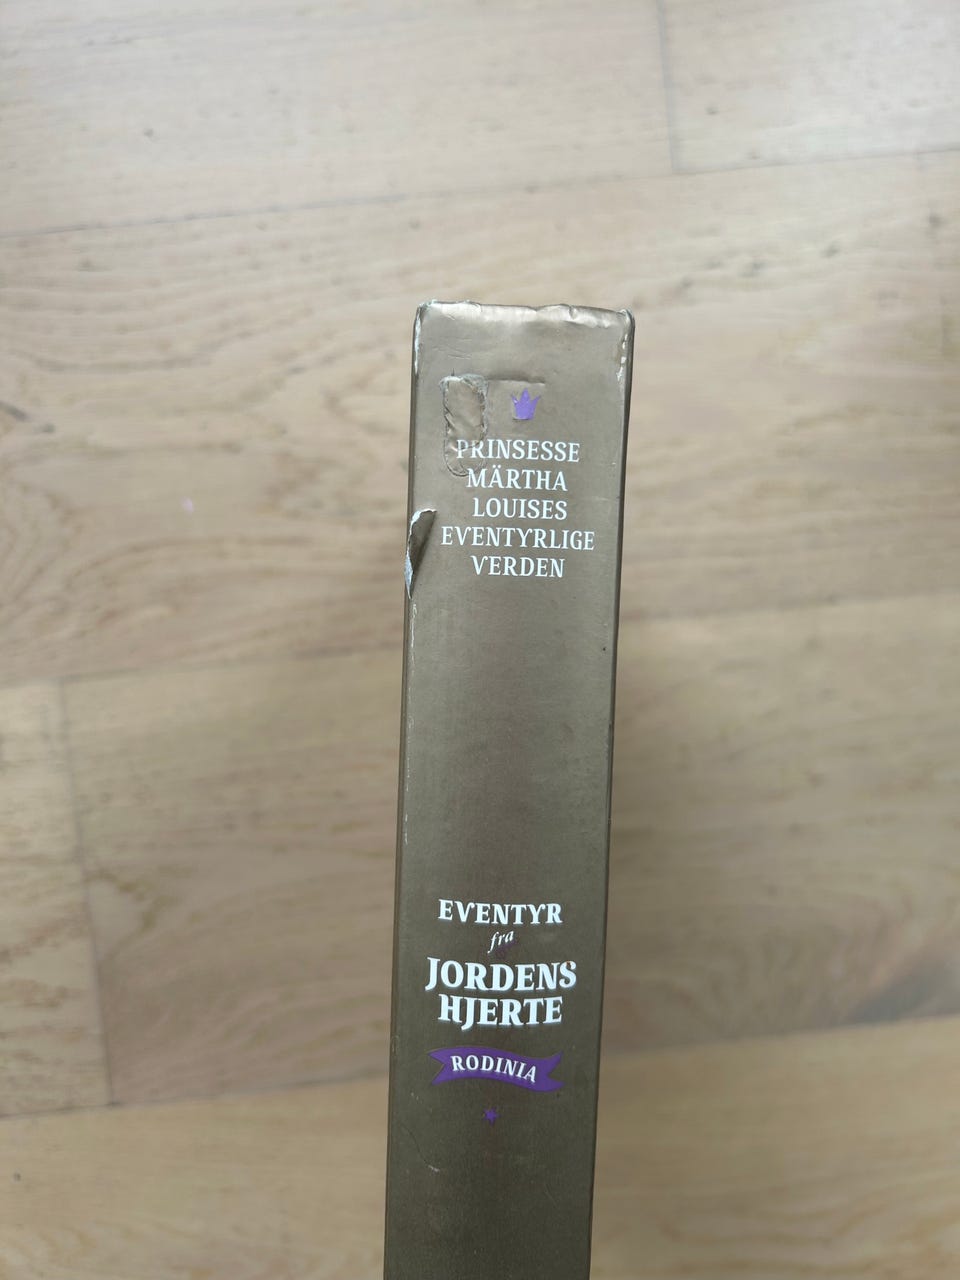 PRINSESSE
MÄRTHA
LOUISES
EVENTYRLIGE
VERDEN
EVENTYR
fra
JORDENS
HJERTE
RODINIA